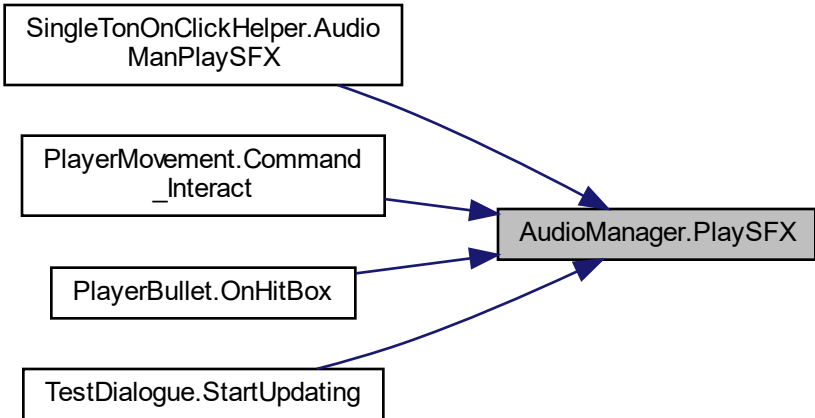 SingleTonOnClickHelper.Audio
ManPlaySFX
PlayerMovement.Command
_Interact
AudioManager.PlaySFX
PlayerBullet.OnHitBox
TestDialogue.StartUpdating